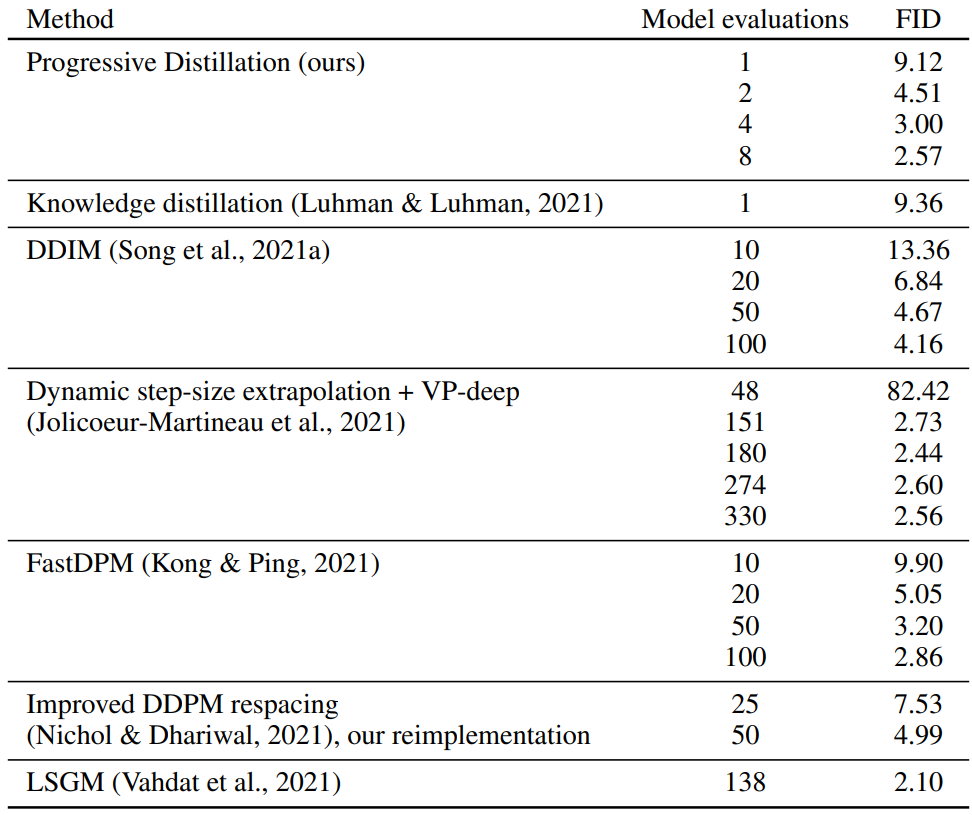 Method Model evaluations FID
Progressive Distillation (ours) 1 9.12
2 4.51
4 3.00
8 2.57
Knowledge distillation (Luhman & Luhman, 2021) 1 9.36
DDIM (Song et al., 2021a) 10 13.36
20 6.84
50 4.67
100 4.16
Dynamic step-size extrapolation + VP-deep 48 82.42
(Jolicoeur-Martineau et al., 2021) 151 2.73
180 2.44
274 2.60
330 2.56
FastDPM (Kong & Ping, 2021) 10 9.90
20 5.05
50 3.20
100 2.86
Improved DDPM respacing 25 7.53
(Nichol & Dhariwal, 2021), our reimplementation 50 4.99
LSGM (Vahdat et al., 2021) 138 2.10